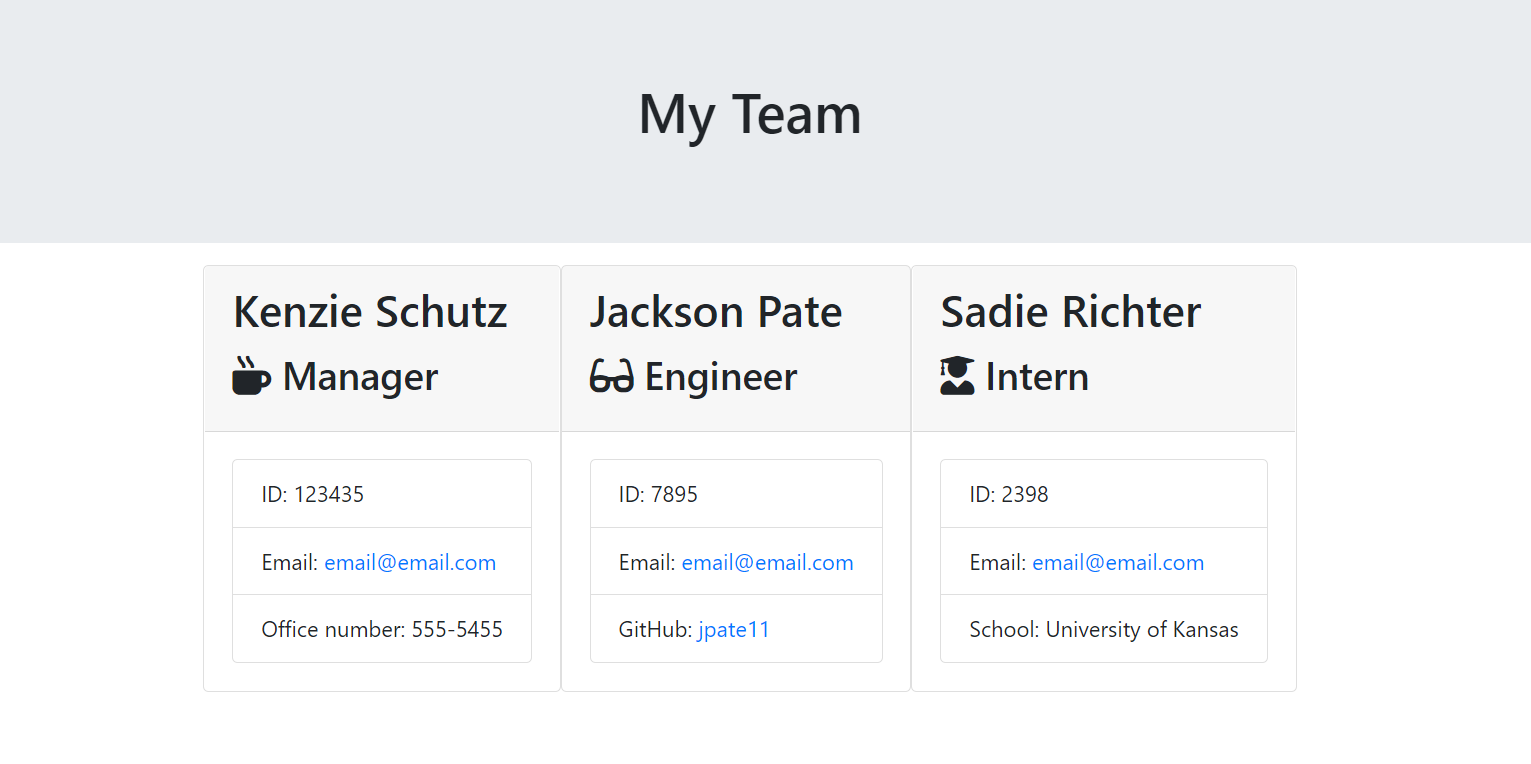 My Team
Kenzie Schutz
Manager
ID: 123435
Email: email@email.com
Office number: 555-5455
Jackson Pate
Engineer
ID: 7895
Email: email@email.com
GitHub: jpate11
Sadie Richter
Intern
ID: 2398
Email: email@email.com
School: University of Kansas